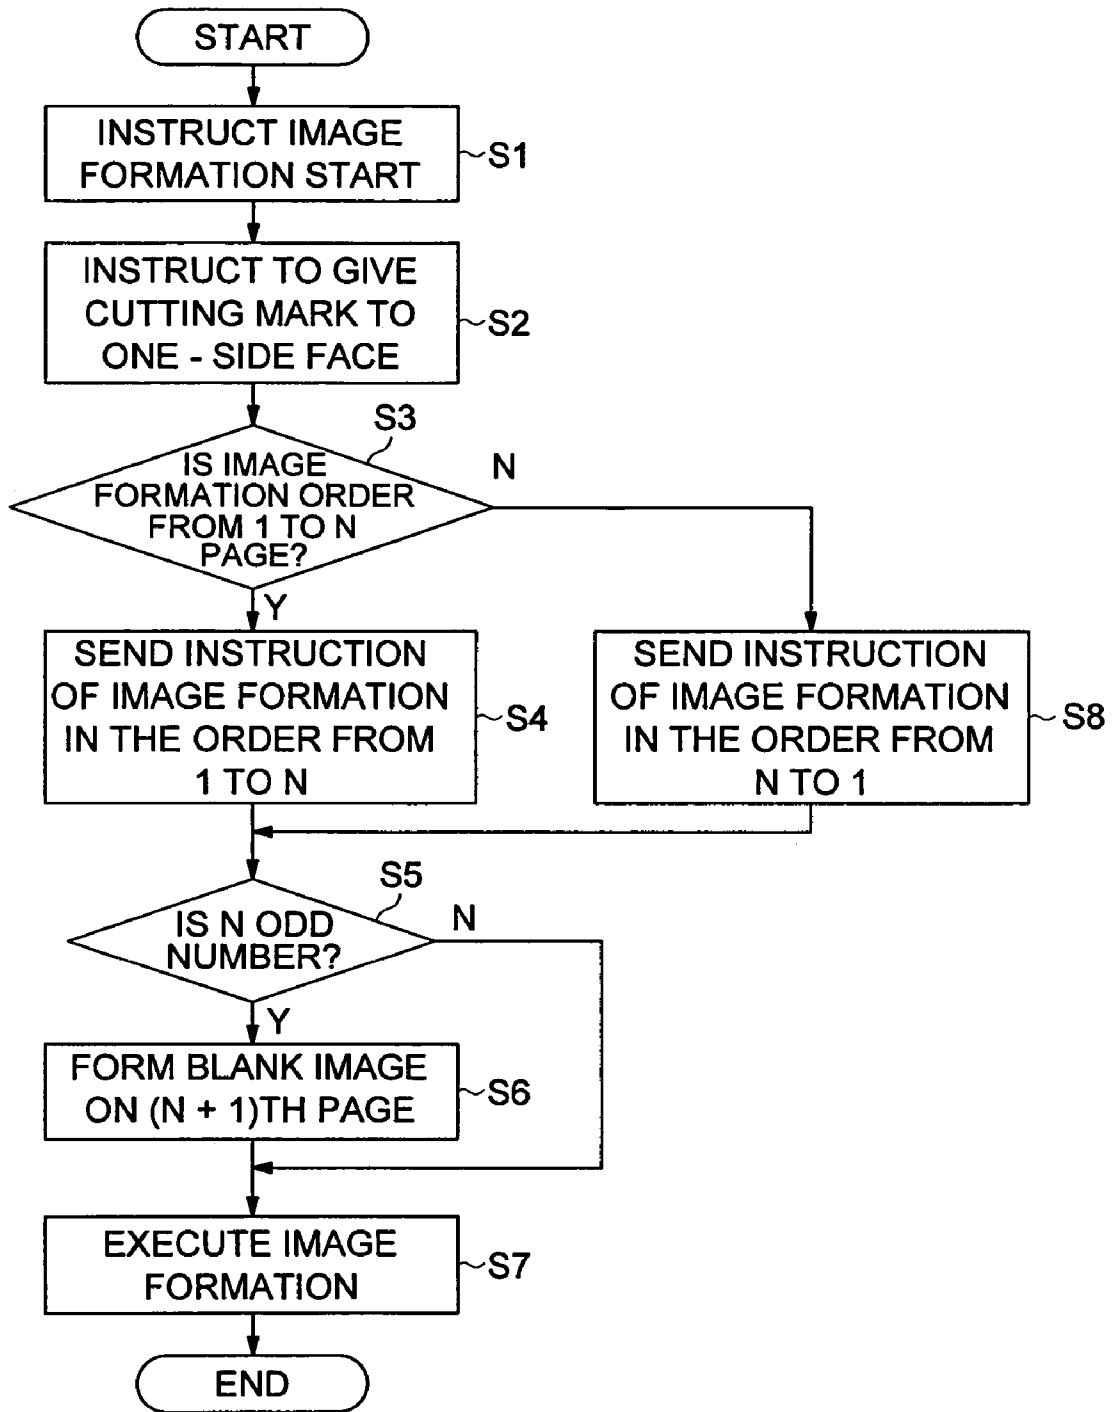 START
INSTRUCT IMAGE
FORMATION START
S1
INSTRUCT TO GIVE
CUTTING MARK TO
ONE - SIDE FACE
S2
S3
IS IMAGE
FORMATION ORDER
FROM 1 TO N
PAGE?
N
Y
SEND INSTRUCTION
OF IMAGE FORMATION
IN THE ORDER FROM
1 TO N
S4
SEND INSTRUCTION
OF IMAGE FORMATION
IN THE ORDER FROM
N TO 1
S8
S5
IS N ODD
NUMBER?
N
Y
FORM BLANK IMAGE
ON (N + 1)TH PAGE
S6
EXECUTE IMAGE
FORMATION
S7
END